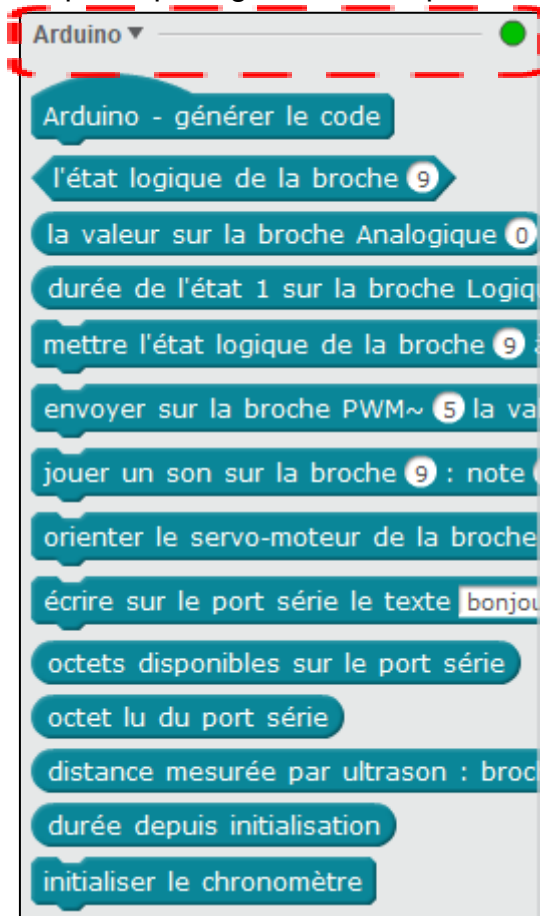 Arduino ▼
Arduino - générer le code
l'état logique de la broche 9
la valeur sur la broche Analogique 0
durée de l'état 1 sur la broche Logiq
mettre l'état logique de la broche 9
envoyer sur la broche PWM~ 5 la va
jouer un son sur la broche 9 : note
orienter le servo-moteur de la broche
écrire sur le port série le texte bonjou
octets disponibles sur le port série
octet lu du port série
distance mesurée par ultrason : broc
durée depuis initialisation
initialiser le chronomètre